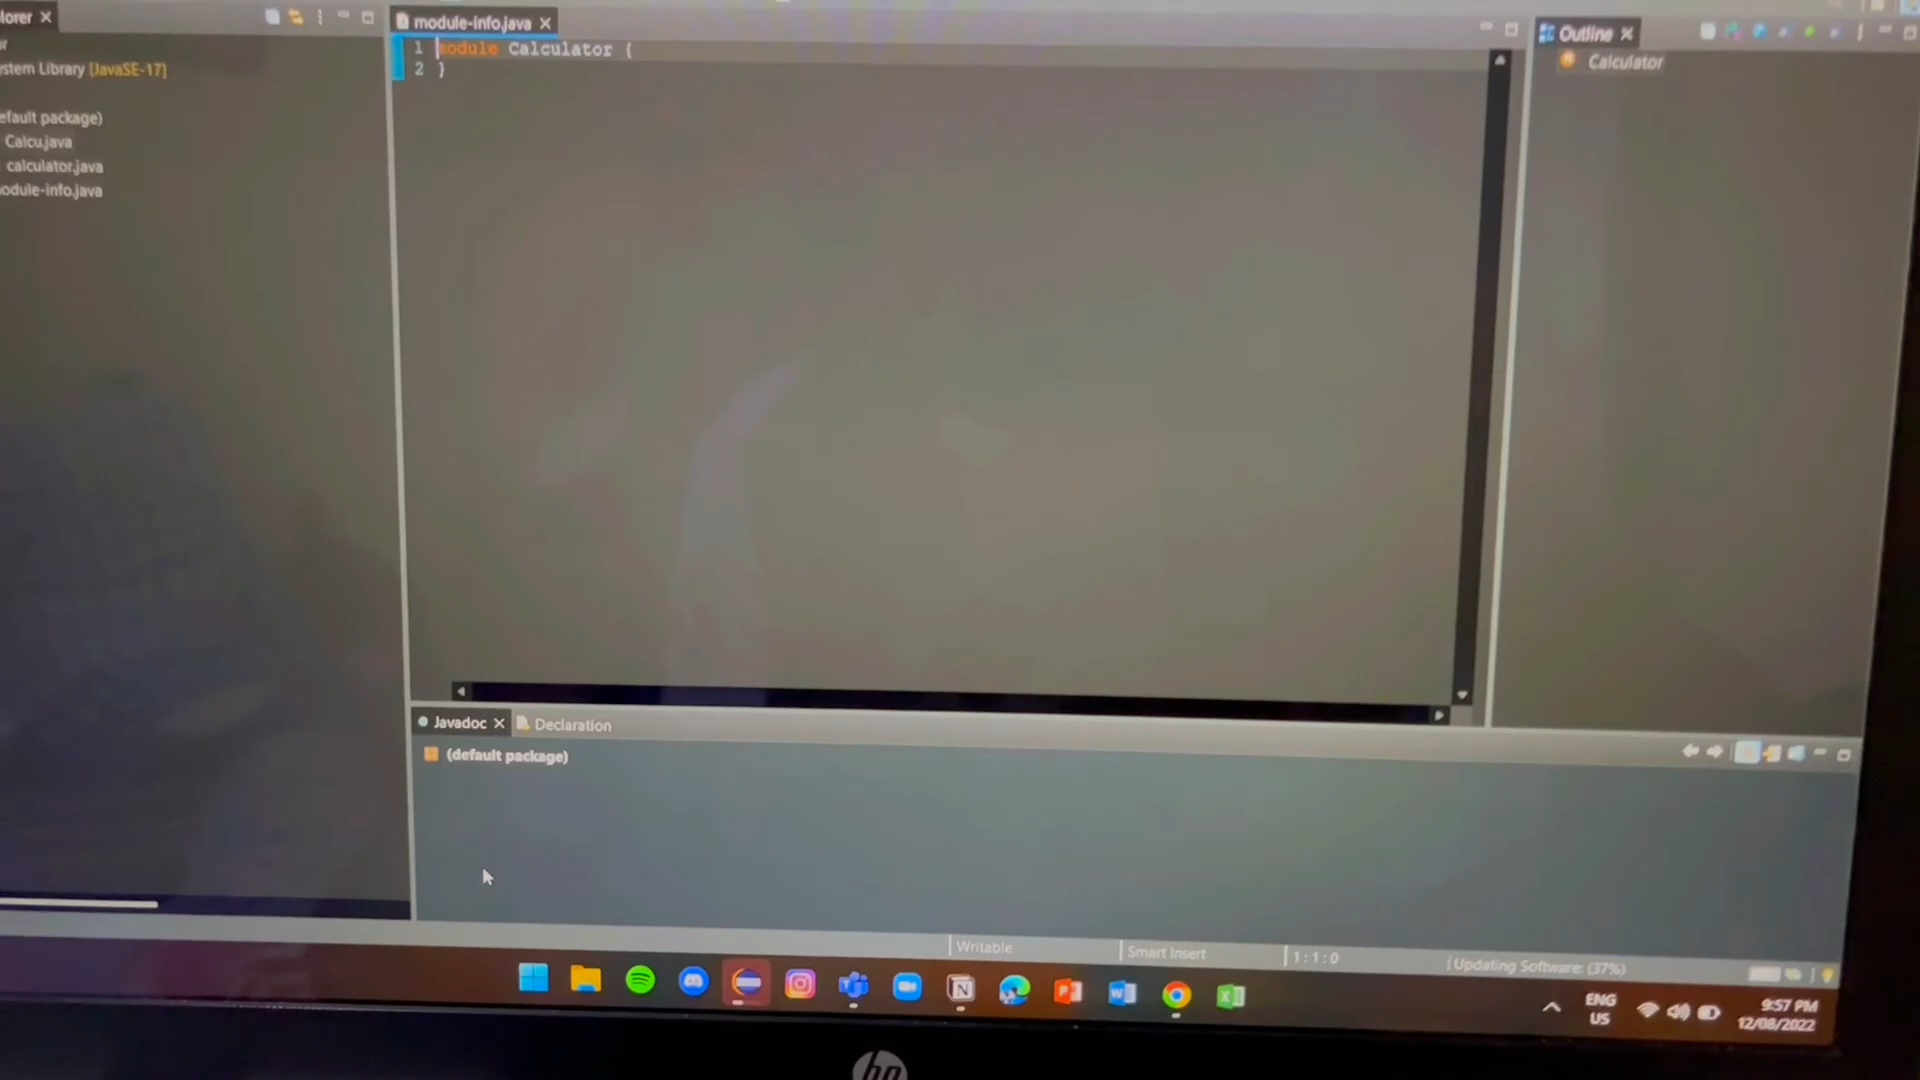 lorer
module-info.java
Outline
1 module Calculator {
2 }
Calculator
ystem Library [JavaSE-17]
efault package)
Calcu.java
calculator.java
odule-info.java
Javadoc
Declaration
(default package)
Writable
Smart Insert
1:1:0
Updating Software: (37%)
ENG
US
9:57 PM
12/08/2022
hp